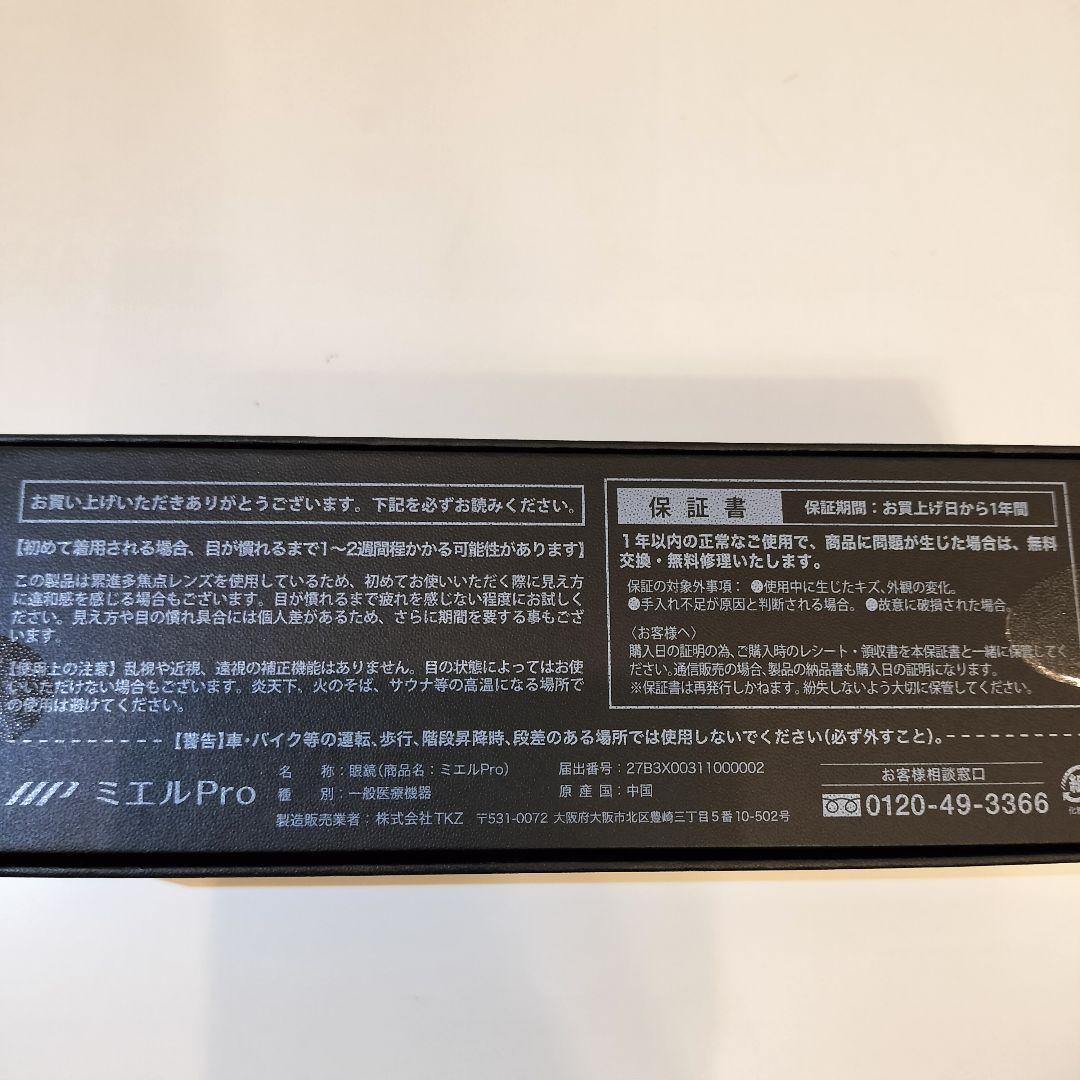 お買い上げいただきありがとうございます。下記を必ずお読みください。
【初めて着用される場合、目が慣れるまで1〜2週間程かかる可能性があります】
この製品は累進多焦点レンズを使用しているため、初めてお使いいただく際に見え方
に違和感を感じる場合もございます。目が慣れるまで疲れを感じない程度にお試しく
ださい。見え方や目の慣れ具合には個人差があるため、さらに期間を要する事もござ
います。
【使用上の注意】乱視や近視、遠視の補正機能はありません。目の状態によってはお使
いいただけない場合もございます。炎天下、火のそば、サウナ等の高温になる場所で
の使用は避けてください。
保証書
保証期間：お買上げ日から1年間
1年以内の正常なご使用で、商品に問題が生じた場合は、無料
交換・無料修理いたします。
保証の対象外事項：●使用中に生じたキズ、外観の変化。
●手入れ不足が原因と判断される場合。●故意に破損された場合。
〈お客様へ〉
購入日の証明の為、ご購入時のレシート・領収書を本保証書と一緒に保管してく
ださい。通信販売の場合、製品の納品書も購入日の証明になります。
※保証書は再発行しかねます。紛失しないよう大切に保管してください。
【警告】車・バイク等の運転、歩行、階段昇降時、段差のある場所では使用しないでください(必ず外すこと)。
ミエルPro
名　称：眼鏡(商品名：ミエルPro)
種　別：一般医療機器
製造販売業者：株式会社TKZ 〒531-0072 大阪府大阪市北区豊崎三丁目5番10-502号
届出番号：27B3X00311000002
原産国：中国
お客様相談窓口
0120-49-3366